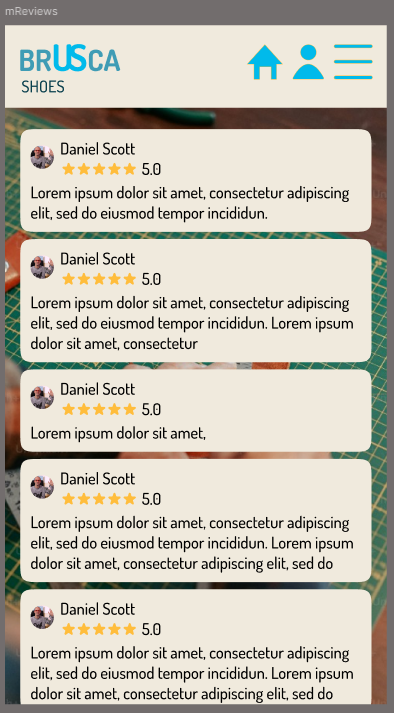 mReviews
BRUSCA
SHOES
Daniel Scott
5.0
Lorem ipsum dolor sit amet, consectetur adipiscing
elit, sed do eiusmod tempor incididun.
Daniel Scott
5.0
Lorem ipsum dolor sit amet, consectetur adipiscing
elit, sed do eiusmod tempor incididun. Lorem ipsum
dolor sit amet, consectetur
Daniel Scott
5.0
Lorem ipsum dolor sit amet,
Daniel Scott
5.0
Lorem ipsum dolor sit amet, consectetur adipiscing
elit, sed do eiusmod tempor incididun. Lorem ipsum
dolor sit amet, consectetur adipiscing elit, sed do
Daniel Scott
5.0
Lorem ipsum dolor sit amet, consectetur adipiscing
elit, sed do eiusmod tempor incididun. Lorem ipsum
dolor sit amet, consectetur adipiscing elit, sed do